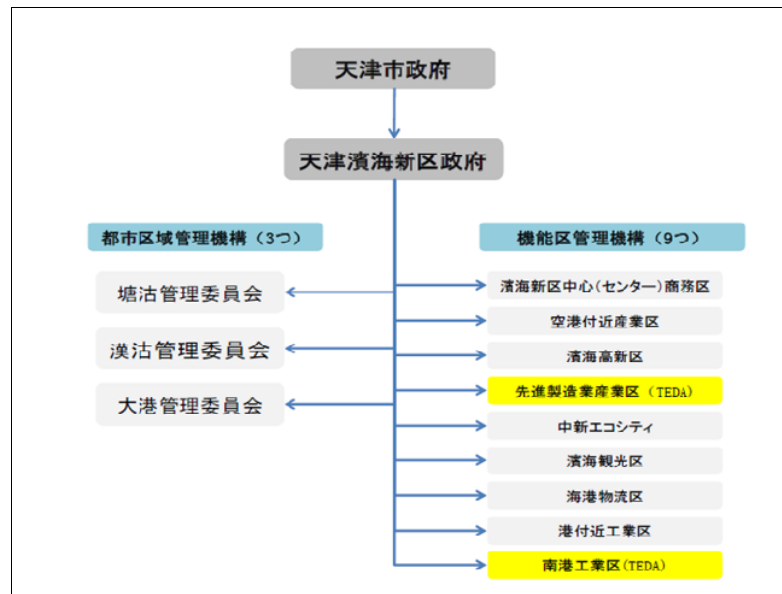 天津市政府
天津濱海新区政府
都市区域管理機構（3つ）
塘沽管理委員会
漢沽管理委員会
大港管理委員会
機能区管理機構（9つ）
濱海新区中心（センター）商務区
空港付近産業区
濱海高新区
先進製造業産業区（TEDA）
中新エコシティ
濱海観光区
海港物流区
港付近工業区
南港工業区（TEDA）